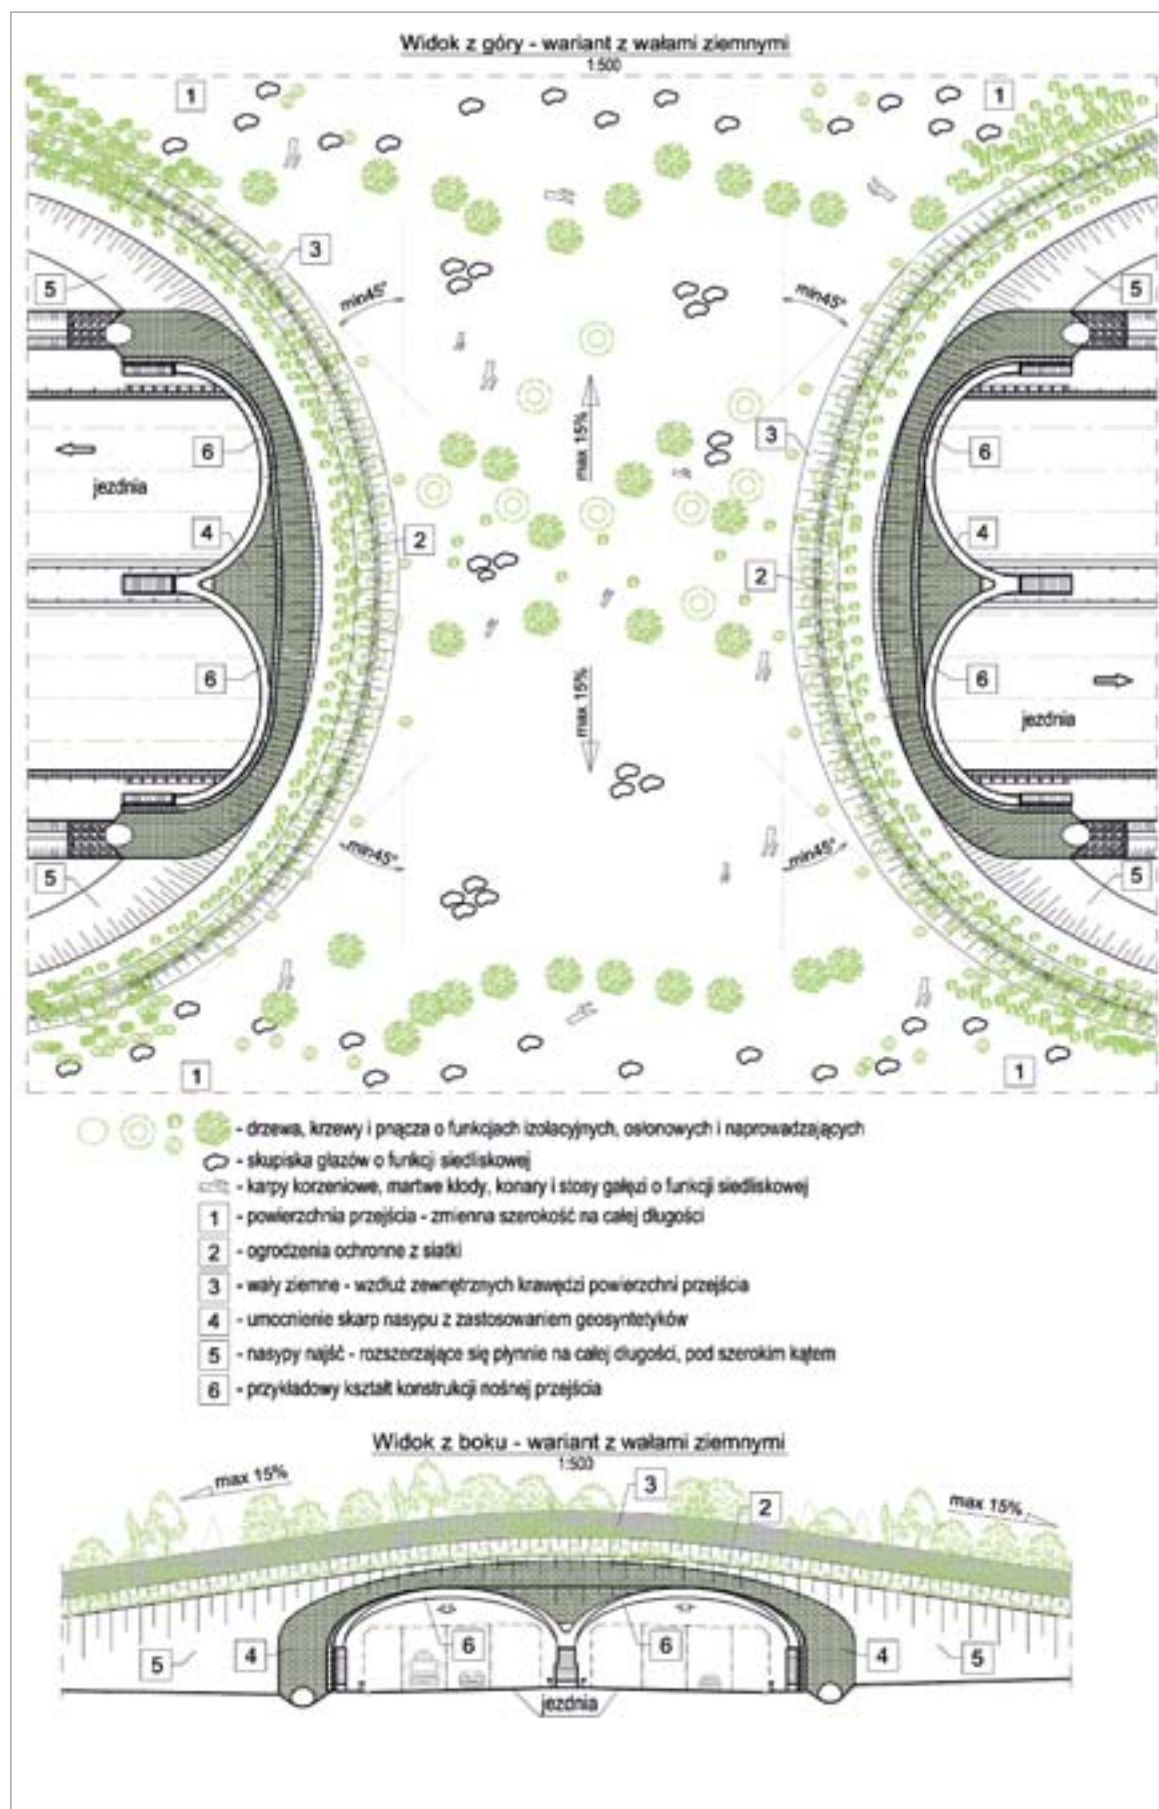 Widok z góry - wariant z wałami ziemnymi
1:500
1
1
3
5
min45°
min45°
5
6
max 15%
3
6
jezdnia
4
2
4
2
6
max 15%
6
jezdnia
min45°
min45°
5
5
1
1
- drzewa, krzewy i pnącza o funkcjach izolacyjnych, osłonowych i naprowadzających
- skupiska głazów o funkcji siedliskowej
- karpy korzeniowe, martwe kłody, konary i stosy gałęzi o funkcji siedliskowej
1 - powierzchnia przejścia - zmienna szerokość na całej długości
2 - ogrodzenia ochronne z siatki
3 - wały ziemne - wzdłuż zewnętrznych krawędzi powierzchni przejścia
4 - umocnienie skarp nasypu z zastosowaniem geosyntetyków
5 - nasypy najść - rozszerzające się płynnie na całej długości, pod szerokim kątem
6 - przykładowy kształt konstrukcji nośnej przejścia
Widok z boku - wariant z wałami ziemnymi
1:500
max 15%
3
2
max 15%
5
4
6
6
4
5
jezdnia